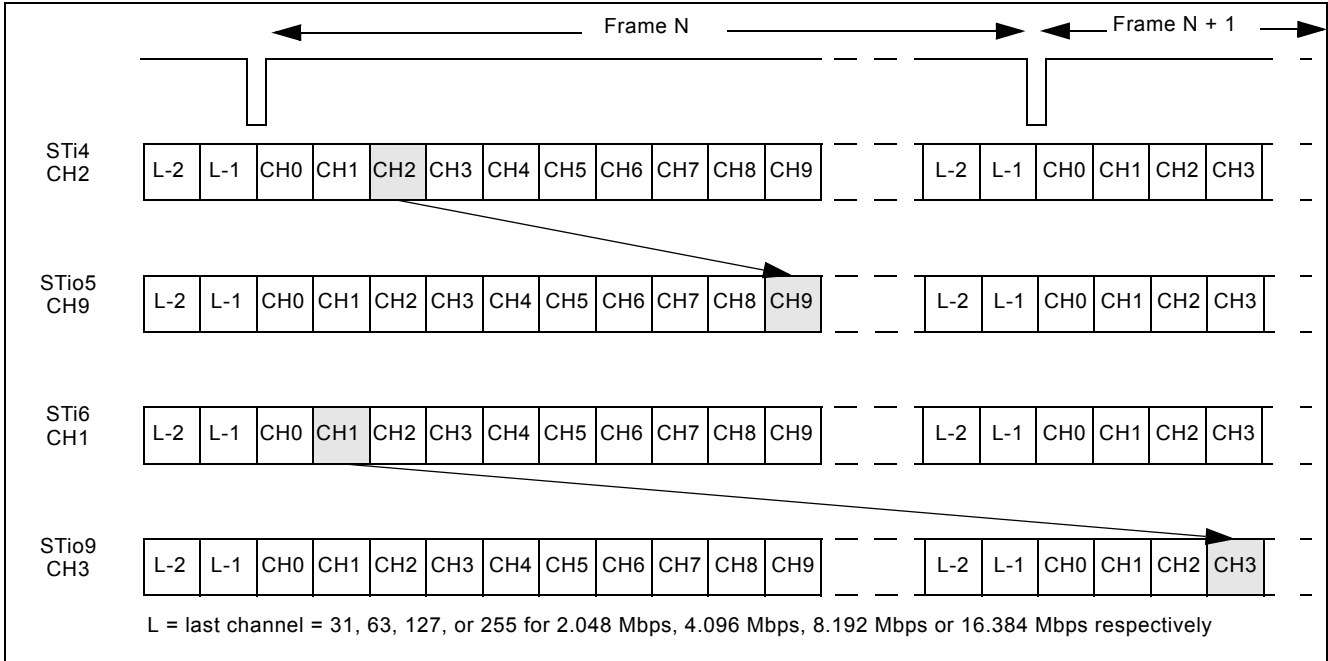 Frame N Frame N + 1
STi4
CH2
L-2 L-1 CH0 CH1 CH2 CH3 CH4 CH5 CH6 CH7 CH8 CH9 L-2 L-1 CH0 CH1 CH2 CH3
STio5
CH9
L-2 L-1 CH0 CH1 CH2 CH3 CH4 CH5 CH6 CH7 CH8 CH9 L-2 L-1 CH0 CH1 CH2 CH3
STi6
CH1
L-2 L-1 CH0 CH1 CH2 CH3 CH4 CH5 CH6 CH7 CH8 CH9 L-2 L-1 CH0 CH1 CH2 CH3
STio9
CH3
L-2 L-1 CH0 CH1 CH2 CH3 CH4 CH5 CH6 CH7 CH8 CH9 L-2 L-1 CH0 CH1 CH2 CH3
L = last channel = 31, 63, 127, or 255 for 2.048 Mbps, 4.096 Mbps, 8.192 Mbps or 16.384 Mbps respectively